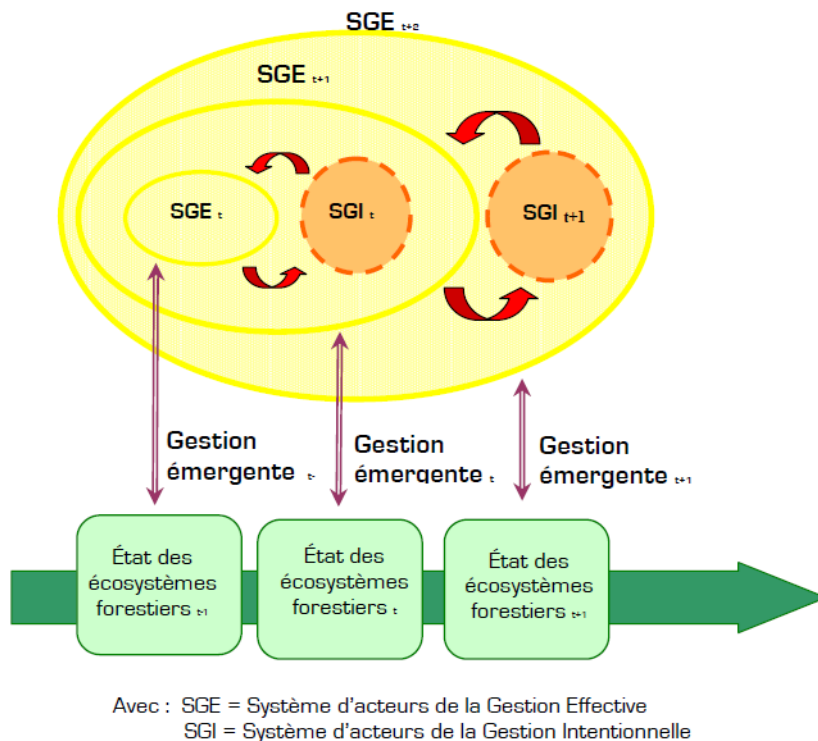 SGE t+2
SGE t+1
SGE t
SGI t
SGI t+1
Gestion
émergente t-
Gestion
émergente t
Gestion
émergente t+1
État des
écosystèmes
forestiers t-1
État des
écosystèmes
forestiers t
État des
écosystèmes
forestiers t+1
Avec : SGE = Système d'acteurs de la Gestion Effective
SGI = Système d'acteurs de la Gestion Intentionnelle